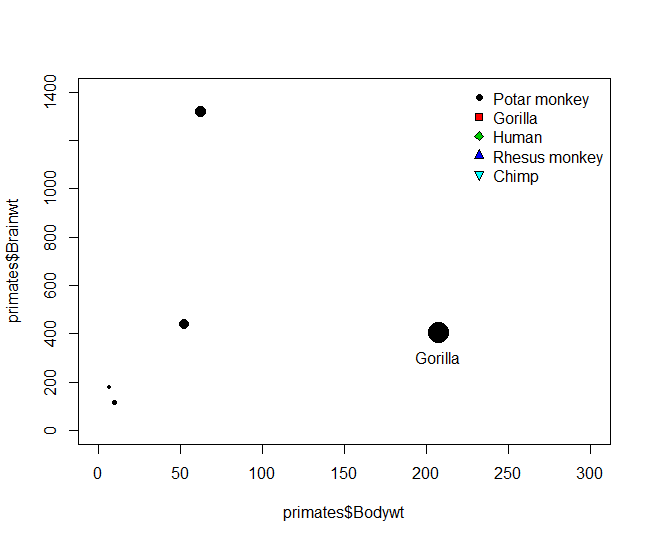 Potar monkey
Gorilla
Human
Rhesus monkey
Chimp
1400
1000
800
600
400
200
0
primates$Brainwt
Gorilla
0 50 100 150 200 250 300
primates$Bodywt